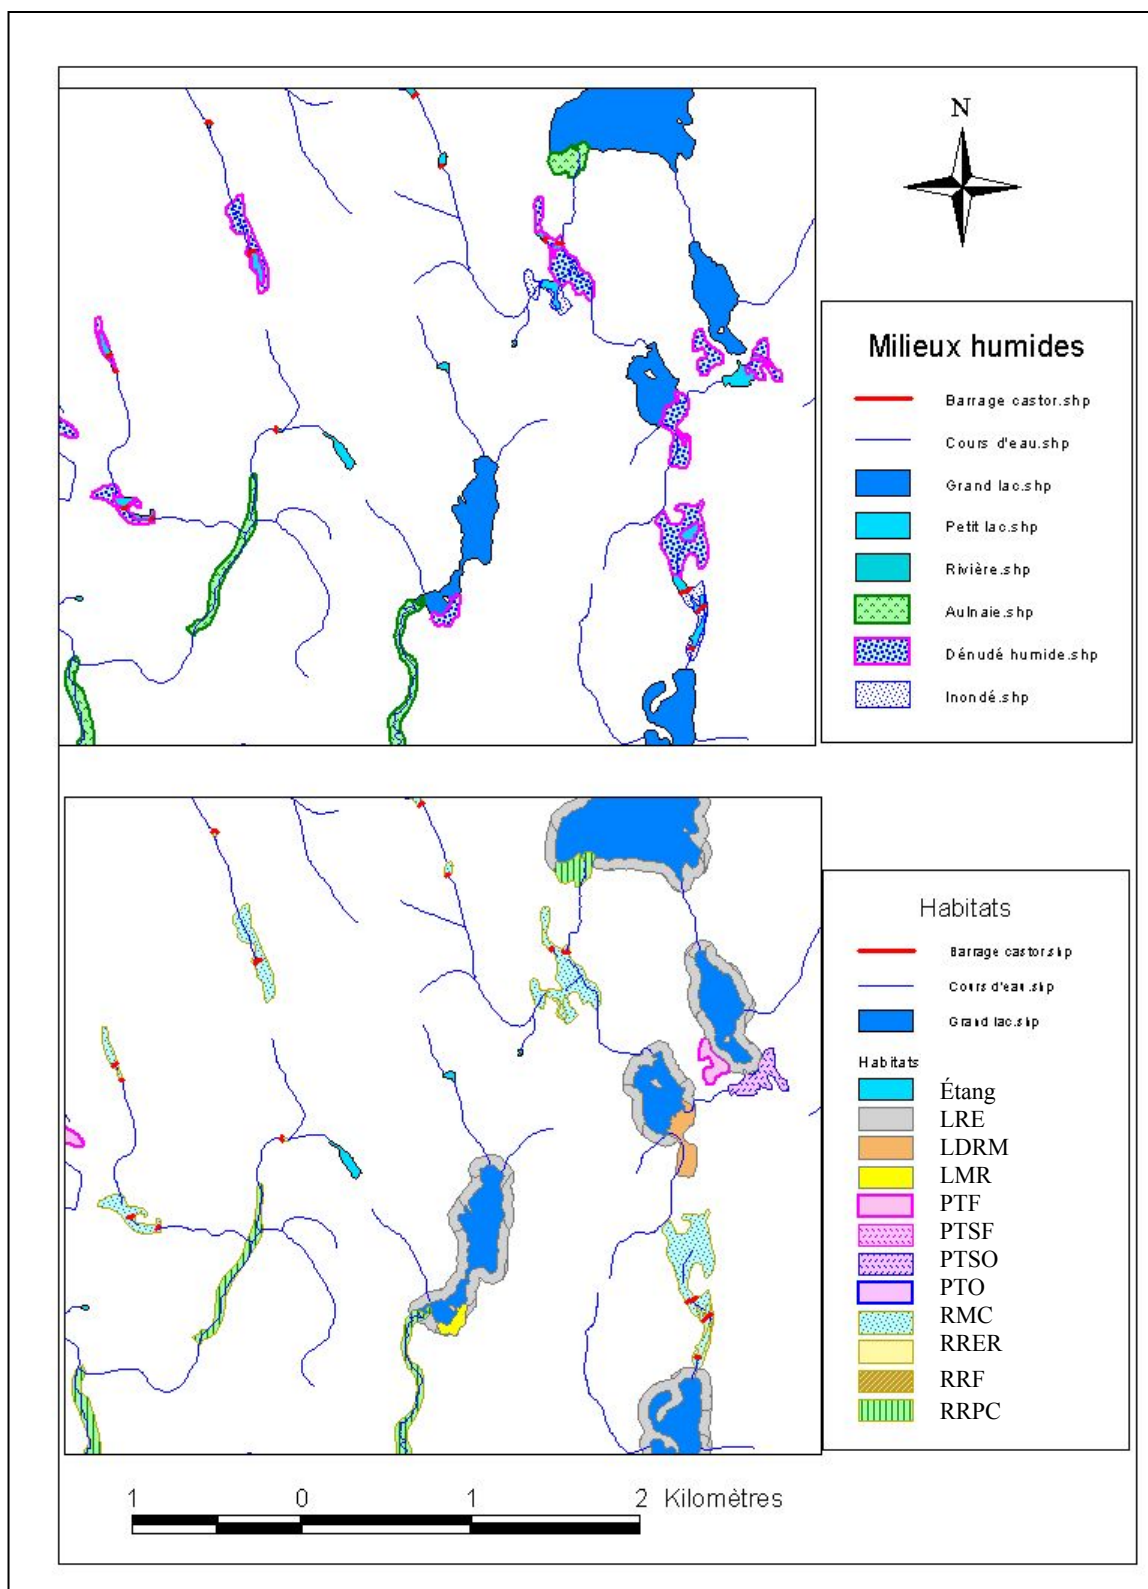 N
Milieux humides
Barrage castor.shp
Cours d'eau.shp
Grand lac.shp
Petit lac.shp
Rivière.shp
Aulnaie.shp
Dénudé humide.shp
Inondé.shp
Habitats
Barrage castor.shp
Cours d'eau.shp
Grand lac.shp
Habitats
Étang
LRE
LDRM
LMR
PTF
PTSF
PTSO
PTO
RMC
RRER
RRF
RRPC
1 0 1 2 Kilomètres